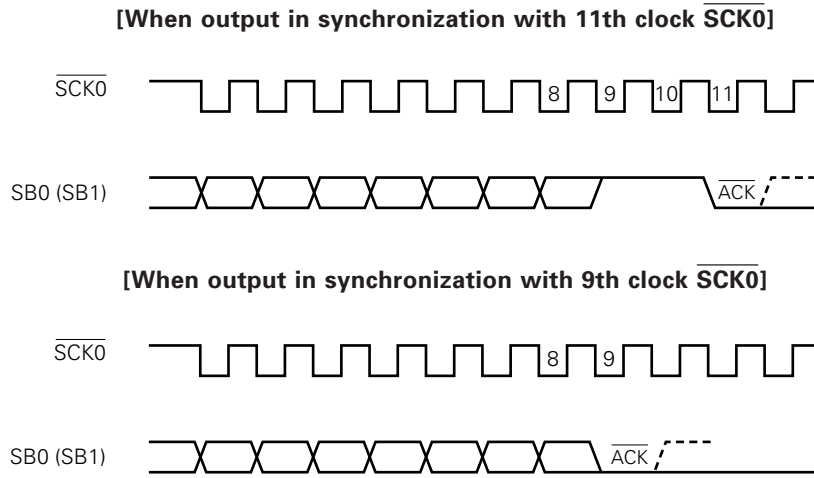 [When output in synchronization with 11th clock SCK0]
SCK0
8 9 10 11
SB0 (SB1)
ACK
[When output in synchronization with 9th clock SCK0]
SCK0
8 9
SB0 (SB1)
ACK